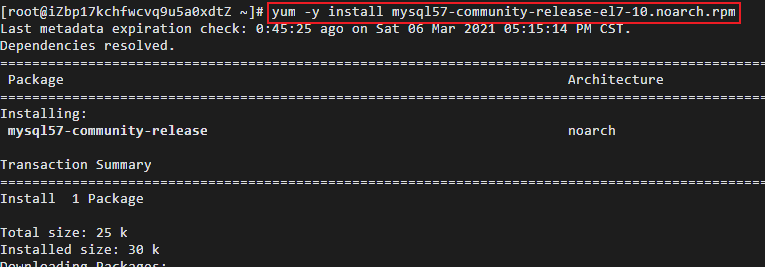 [root@iZbp17kchfwcvq9u5a0xdtZ ~]# yum -y install mysql57-community-release-el7-10.noarch.rpm
Last metadata expiration check: 0:45:25 ago on Sat 06 Mar 2021 05:15:14 PM CST.
Dependencies resolved.
================================================================================================
Package Architecture
================================================================================================
Installing:
mysql57-community-release noarch
Transaction Summary
================================================================================================
Install 1 Package
Total size: 25 k
Installed size: 30 k
Downloading Packages: